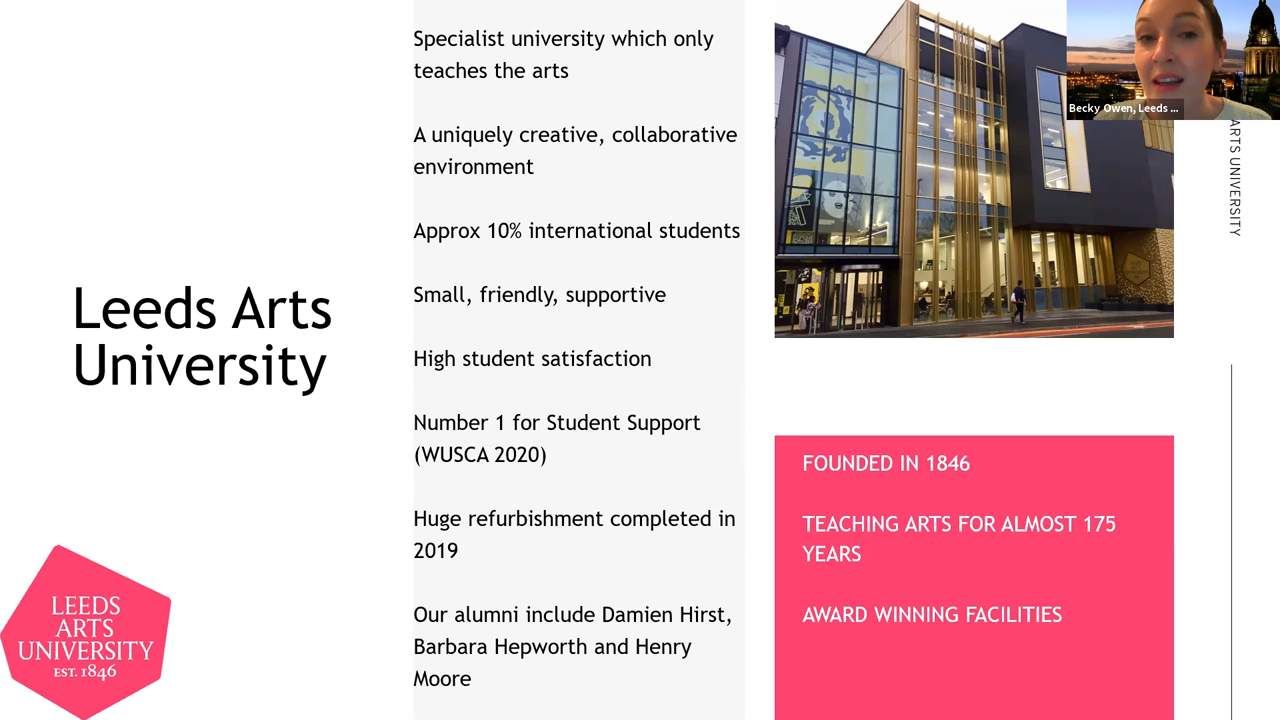 Leeds Arts
University
LEEDS
ARTS
UNIVERSITY
EST. 1846
Specialist university which only
teaches the arts
A uniquely creative, collaborative
environment
Approx 10% international students
Small, friendly, supportive
High student satisfaction
Number 1 for Student Support
(WUSCA 2020)
Huge refurbishment completed in
2019
Our alumni include Damien Hirst,
Barbara Hepworth and Henry
Moore
Becky Owen, Leeds ...
ARTS UNIVERSITY
FOUNDED IN 1846
TEACHING ARTS FOR ALMOST 175
YEARS
AWARD WINNING FACILITIES